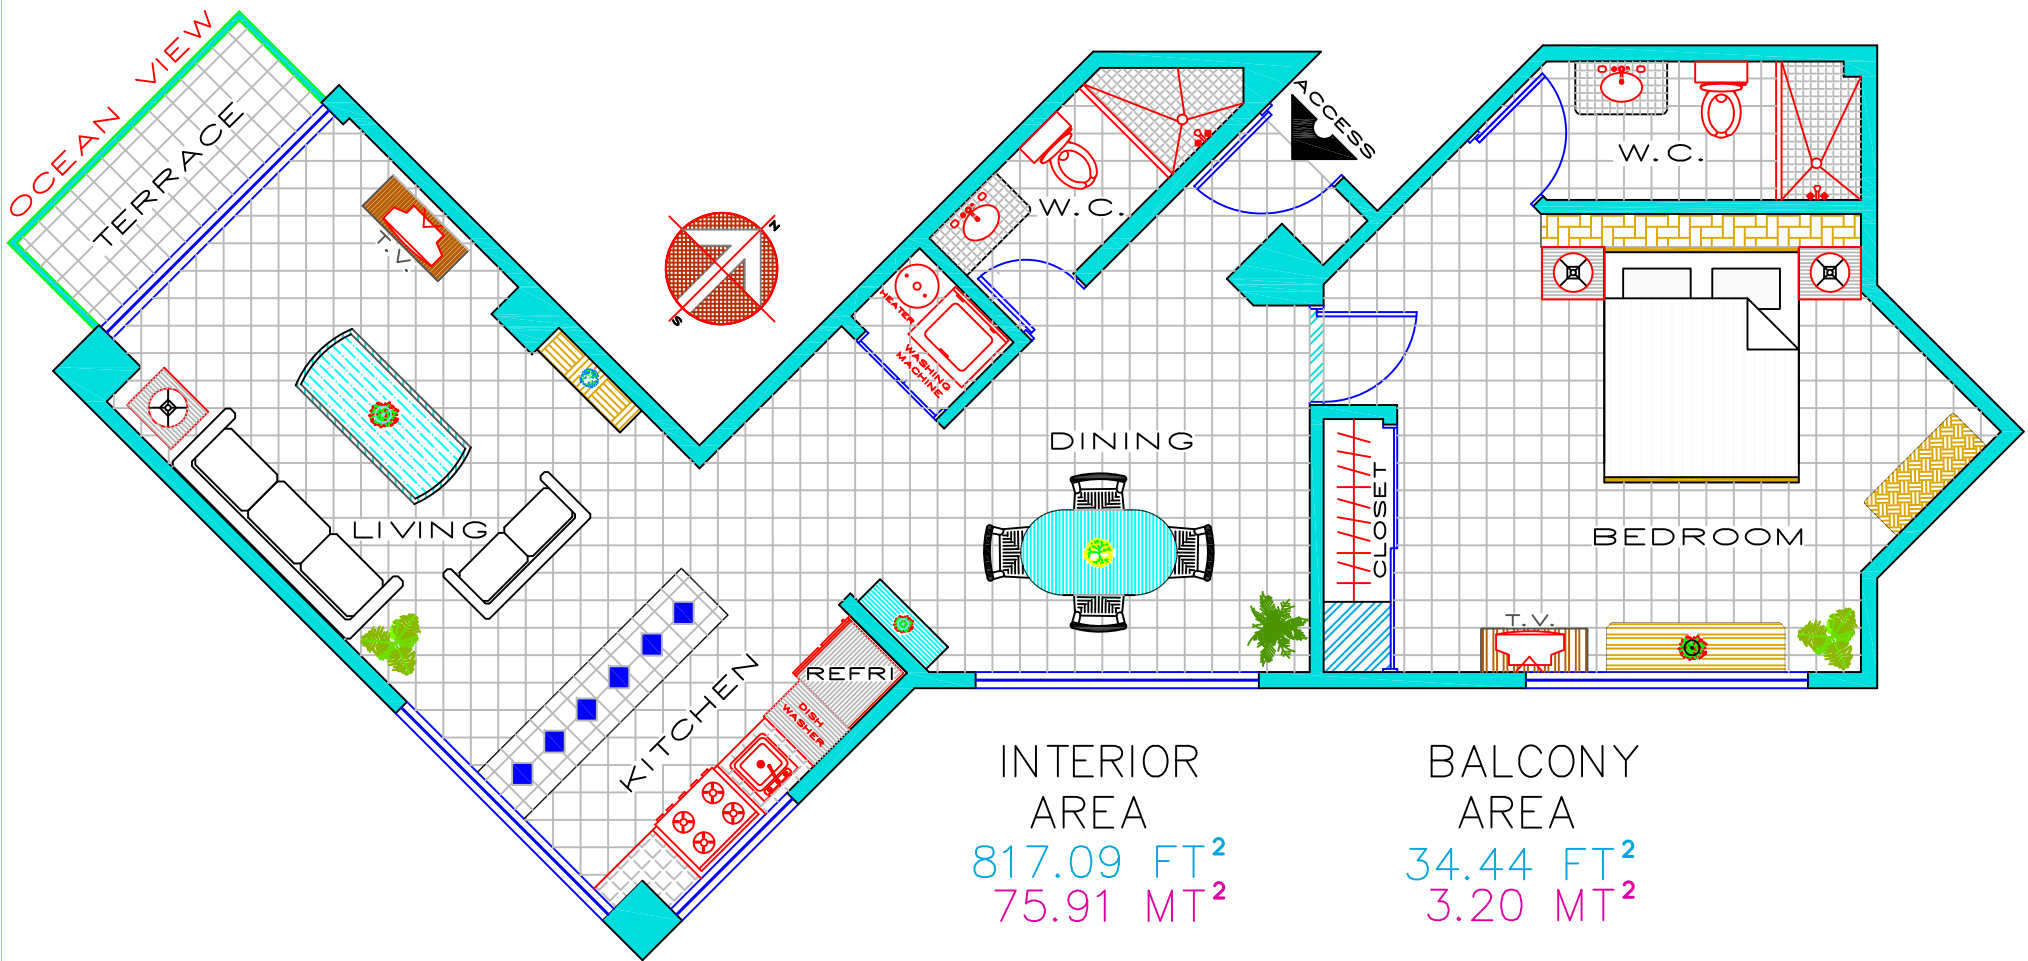 OCEAN VIEW
TERRACE
T.V.
N
S
HEATER
WASHING
MACHINE
W.C.
ACCESS
W.C.
LIVING
DINING
CLOSET
BEDROOM
T.V.
KITCHEN
REFRI
DISH
WASHER
INTERIOR
AREA
817.09 FT²
75.91 MT²
BALCONY
AREA
34.44 FT²
3.20 MT²